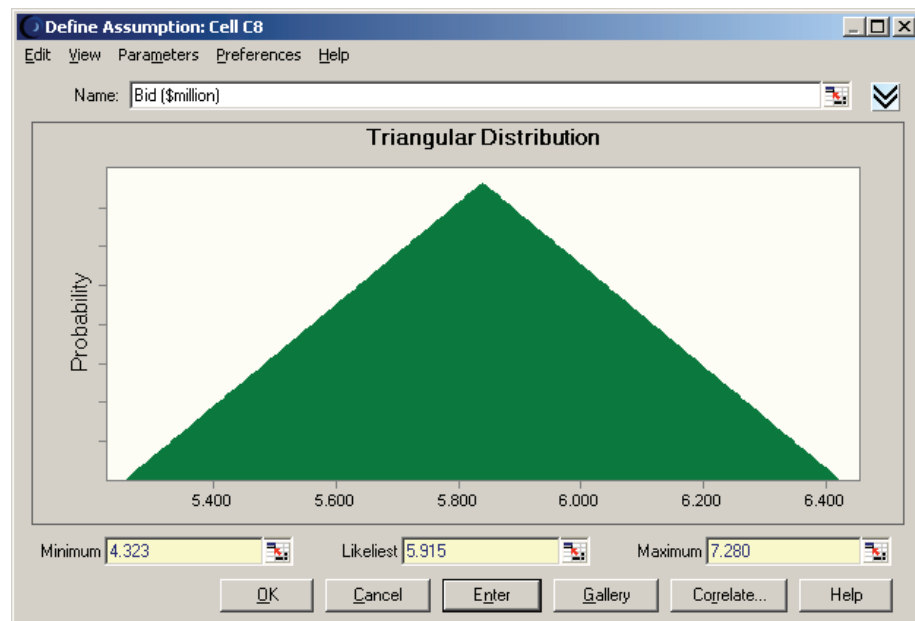 Define Assumption: Cell C8
Edit View Parameters Preferences Help
Name: Bid ($million)
Triangular Distribution
Probability
5.400 5.600 5.800 6.000 6.200 6.400
Minimum 4.323 Likeliest 5.915 Maximum 7.280
OK Cancel Enter Gallery Correlate... Help